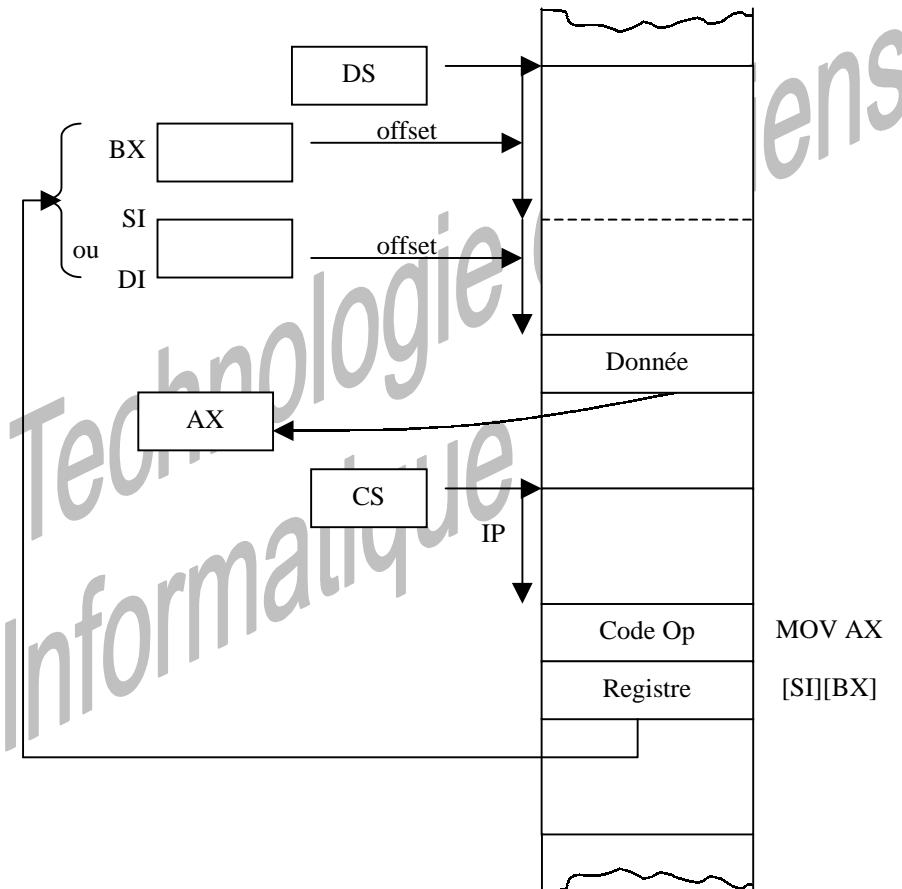 DS
BX
offset
SI
ou
offset
DI
Donnée
AX
CS
IP
Code Op
MOV AX
Registre
[SI][BX]
Technologie
Informatique